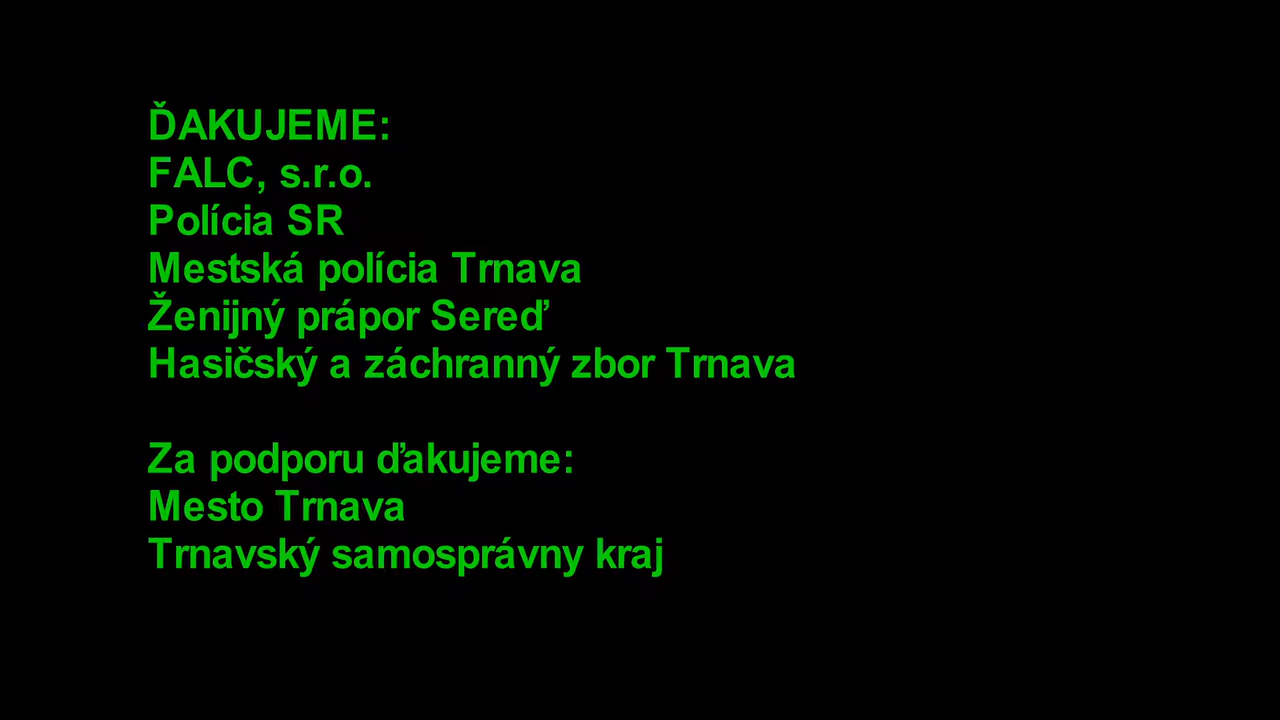 ĎAKUJEME:
FALC, s.r.o.
Polícia SR
Mestská polícia Trnava
Ženijný prápor Sereď
Hasičský a záchranný zbor Trnava
Za podporu ďakujeme:
Mesto Trnava
Trnavský samosprávny kraj